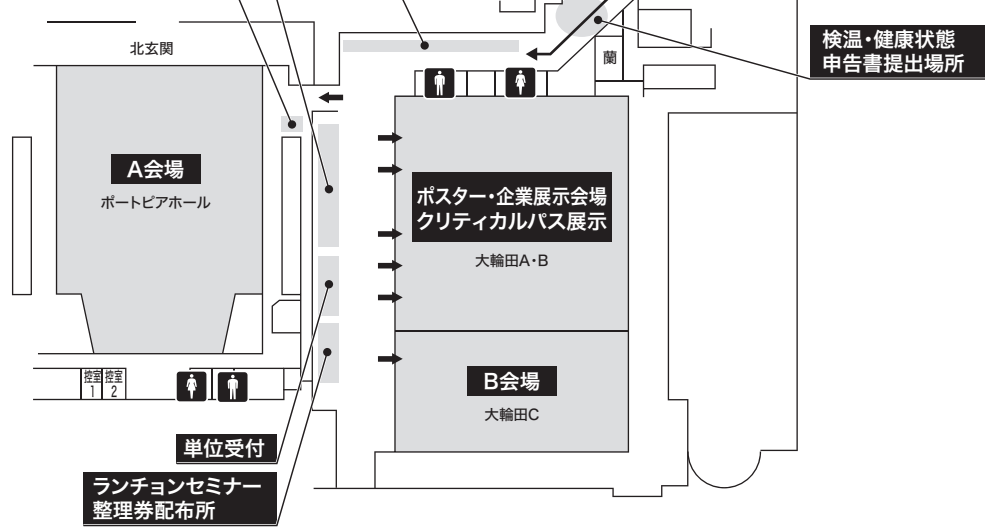 検温・健康状態
申告書提出場所
北玄関
蘭
A会場
ポートピアホール
ポスター・企業展示会場
クリティカルパス展示
大輪田A・B
B会場
大輪田C
控室
1
控室
2
単位受付
ランチョンセミナー
整理券配布所